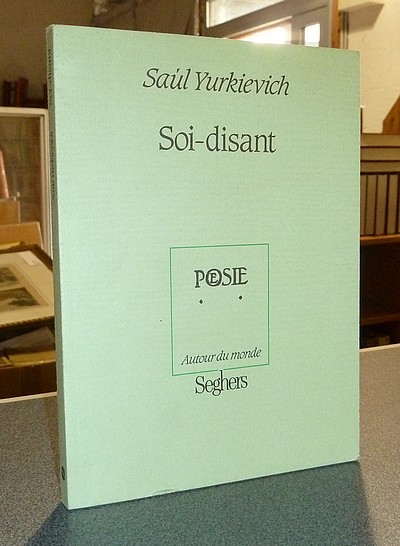 Saúl Yurkievich
Soi-disant
POESIE
Autour du monde
Seghers